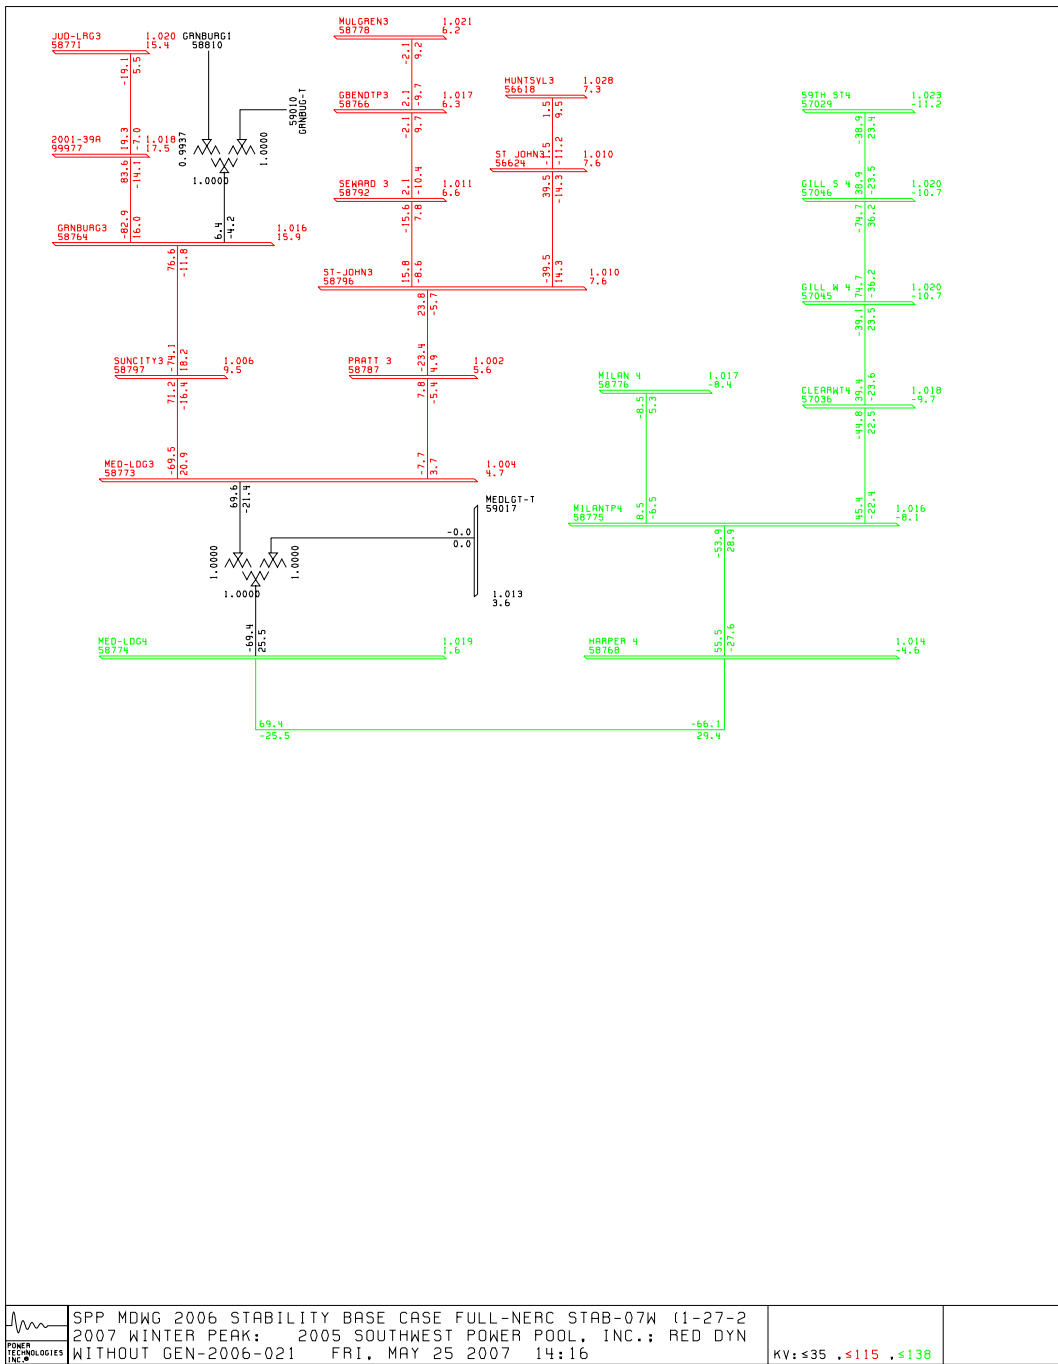 JUD-LRG3 1.020
58771 15.4
-19.1 5.5
GRNBURG1
58810
MULGREN3 1.021
58778 6.2
-2.1 9.2
HUNTSVL3 1.028
56618 7.3
1.5 9.5
59010
GRNBUG-T
GBENDTP3 1.017
58766 6.3
2.1 -9.7
-2.1 9.7
59TH ST4 1.023
57029 -11.2
-38.9 23.4
19.3 -7.0
2001-39A 1.018
99977 17.5
83.6 -14.1
0.9937
1.0000
1.0000
-1.5 -11.2
ST JOHN3 1.010
56624 7.6
39.5 -14.3
2.1 -10.4
SEWARD 3 1.011
58792 6.6
-15.6 7.8
38.9 -23.5
GILL S 4 1.020
57046 -10.7
-74.7 36.2
-82.9 16.0
6.4 -4.2
GRNBURG3 1.016
58764 15.9
76.6 -11.8
15.8 -8.6
-39.5 14.3
ST-JOHN3 1.010
58796 7.6
23.8 -5.7
74.7 -36.2
GILL W 4 1.020
57045 -10.7
-39.1 23.5
-74.1 18.2
SUNCITY3 1.006
58797 9.5
71.2 -16.4
-23.4 4.9
PRATT 3 1.002
58787 5.6
7.8 -5.4
MILAN 4 1.017
58776 -8.4
-8.5 5.3
39.4 -23.6
CLEARWT4 1.018
57036 -9.7
-44.8 22.5
-69.5 20.9
-7.7 3.7
MED-LDG3 1.004
58773 4.7
69.6 -21.4
MEDLGT-T
59017
-0.0
0.0
1.013
3.6
8.5 -6.5
45.4 -22.4
MILANTP4 1.016
58775 -8.1
-53.9 28.9
1.0000
1.0000
1.0000
-69.4 25.5
MED-LDG4 1.019
58774 1.6
55.5 -27.6
HARPER 4 1.014
58768 -4.6
69.4 -66.1
-25.5 29.4
POWER
TECHNOLOGIES
INC.®
SPP MDWG 2006 STABILITY BASE CASE FULL-NERC STAB-07W (1-27-2
2007 WINTER PEAK: 2005 SOUTHWEST POWER POOL, INC.; RED DYN
WITHOUT GEN-2006-021 FRI, MAY 25 2007 14:16
KV: ≤35 , ≤115 , ≤138